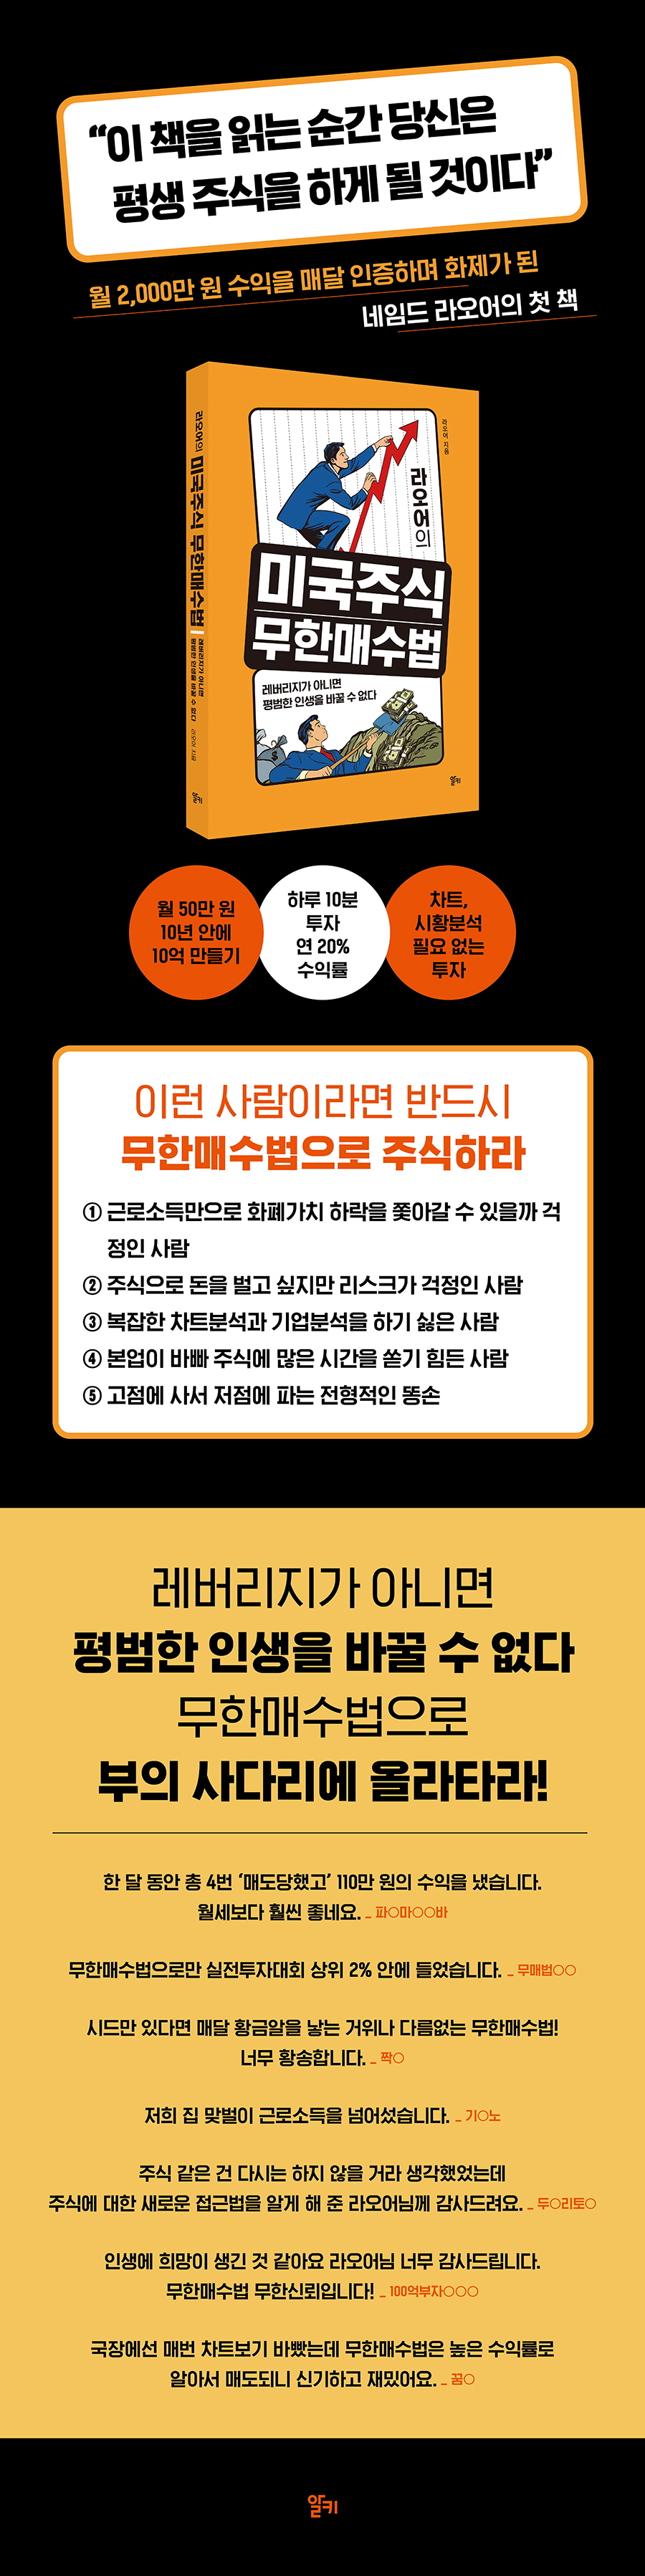 “이 책을 읽는 순간 당신은
평생 주식을 하게 될 것이다”
월 2,000만 원 수익을 매달 인증하며 화제가 된
네임드 라오어의 첫 책
라오어의 미국주식 무한매수법
레버리지가 아니면
평범한 인생을 바꿀 수 없다
라오어 지음
알키
라오어 지음
라오어의
미국주식
무한매수법
레버리지가 아니면
평범한 인생을 바꿀 수 없다
$
알키
월 50만 원
10년 안에
10억 만들기
하루 10분
투자
연 20%
수익률
차트,
시황분석
필요 없는
투자
이런 사람이라면 반드시
무한매수법으로 주식하라
① 근로소득만으로 화폐가치 하락을 쫓아갈 수 있을까 걱
정인 사람
② 주식으로 돈을 벌고 싶지만 리스크가 걱정인 사람
③ 복잡한 차트분석과 기업분석을 하기 싫은 사람
④ 본업이 바빠 주식에 많은 시간을 쏟기 힘든 사람
⑤ 고점에 사서 저점에 파는 전형적인 똥손
레버리지가 아니면
평범한 인생을 바꿀 수 없다
무한매수법으로
부의 사다리에 올라타라!
한 달 동안 총 4번 ‘매도당했고’ 110만 원의 수익을 냈습니다.
월세보다 훨씬 좋네요. _ 파○마○○바
무한매수법으로만 실전투자대회 상위 2% 안에 들었습니다. _ 무매법○○
시드만 있다면 매달 황금알을 낳는 거위나 다름없는 무한매수법!
너무 황송합니다. _ 짝○
저희 집 맞벌이 근로소득을 넘어섰습니다. _ 기○노
주식 같은 건 다시는 하지 않을 거라 생각했었는데
주식에 대한 새로운 접근법을 알게 해 준 라오어님께 감사드려요. _ 두○리토○
인생에 희망이 생긴 것 같아요 라오어님 너무 감사드립니다.
무한매수법 무한신뢰입니다! _ 100억부자○○○
국장에선 매번 차트보기 바빴는데 무한매수법은 높은 수익률로
알아서 매도되니 신기하고 재밌어요. _ 꿈○
알키